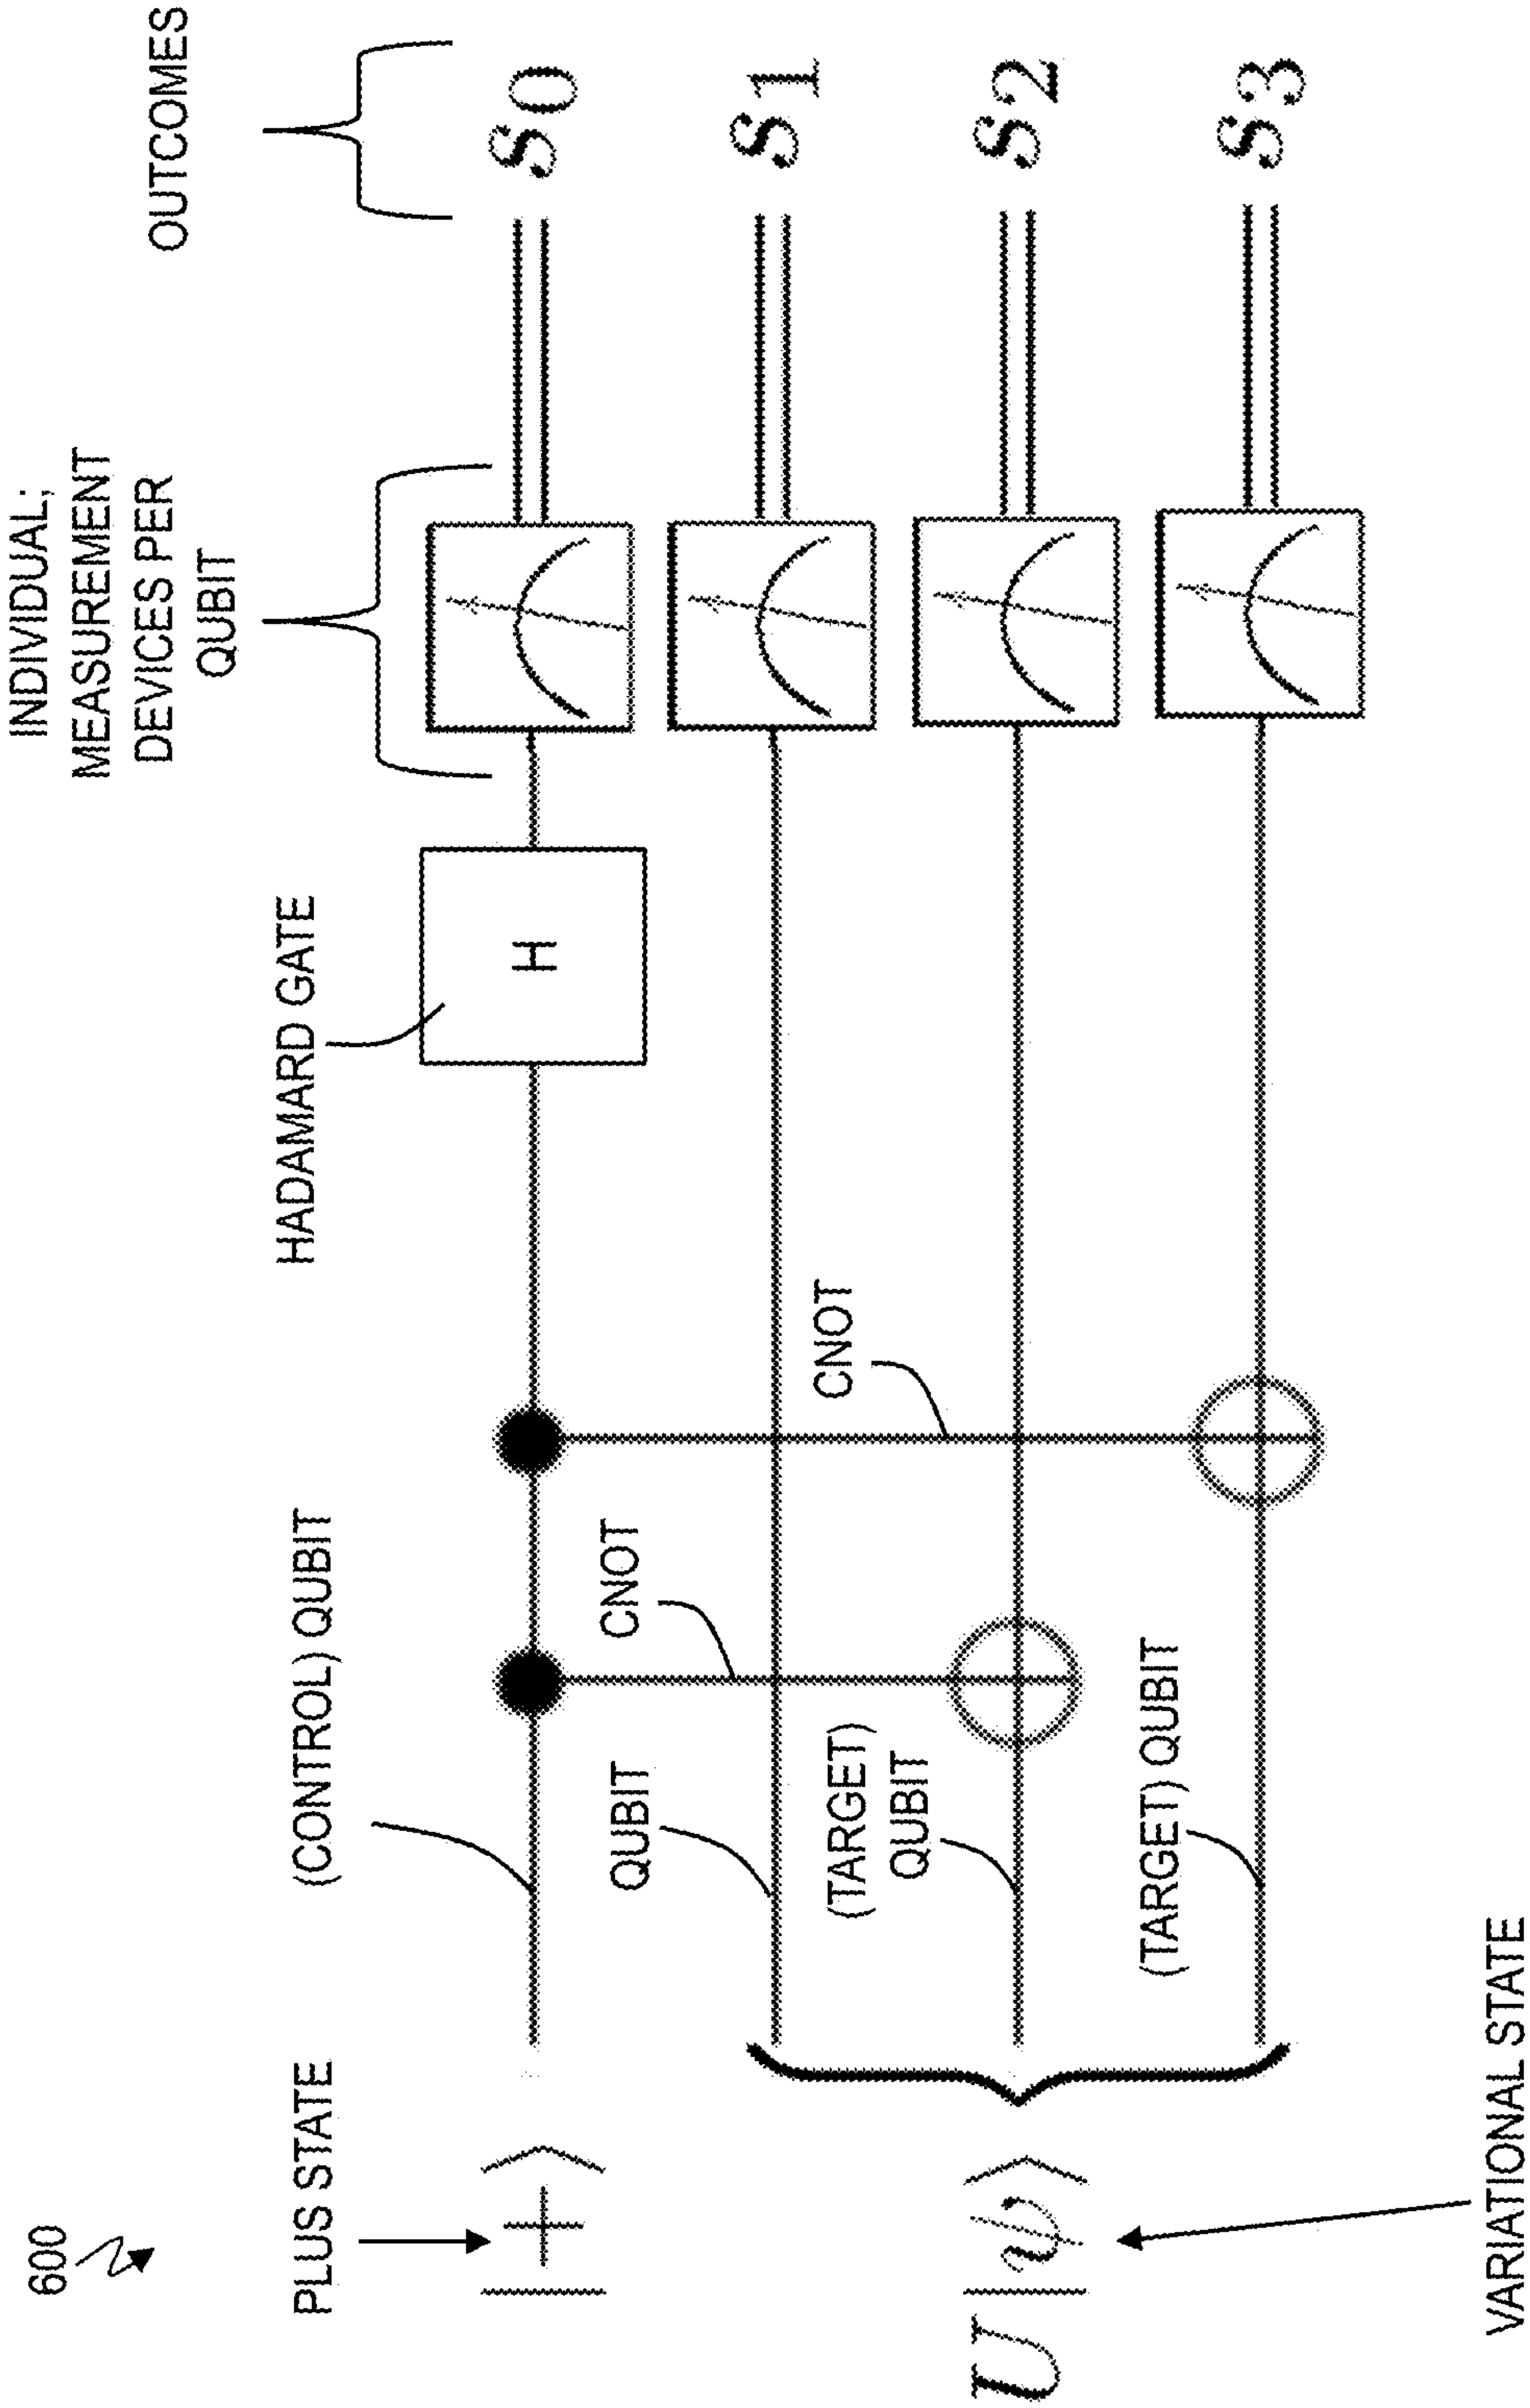 600
PLUS STATE
|+⟩
U|ψ⟩
VARIATIONAL STATE
(CONTROL) QUBIT
QUBIT
(TARGET)
QUBIT
(TARGET) QUBIT
CNOT
CNOT
HADAMARD GATE
H
INDIVIDUAL;
MEASUREMENT
DEVICES PER
QUBIT
OUTCOMES
S0
S1
S2
S3